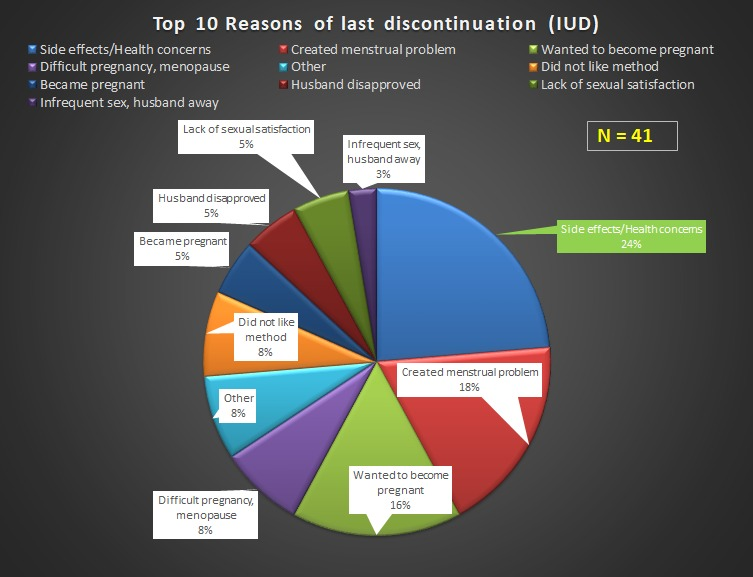 Top 10 Reasons of last discontinuation (IUD)
Side effects/Health concerns
Created menstrual problem
Wanted to become pregnant
Difficult pregnancy, menopause
Other
Did not like method
Became pregnant
Husband disapproved
Lack of sexual satisfaction
Infrequent sex, husband away
N = 41
Lack of sexual satisfaction
5%
Infrequent sex,
husband away
3%
Husband disapproved
5%
Side effects/Health concerns
24%
Became pregnant
5%
Did not like
method
8%
Created menstrual problem
18%
Other
8%
Wanted to become
pregnant
16%
Difficult pregnancy,
menopause
8%